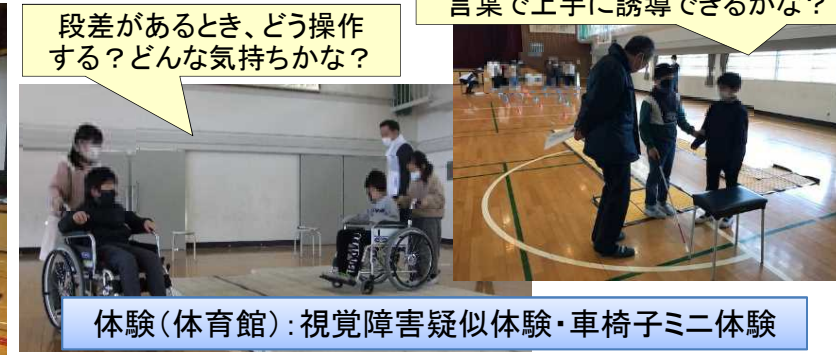 段差があるとき、どう操作
する？どんな気持ちかな？
言葉で上手に誘導できるかな？
体験（体育館）：視覚障害疑似体験・車椅子ミニ体験